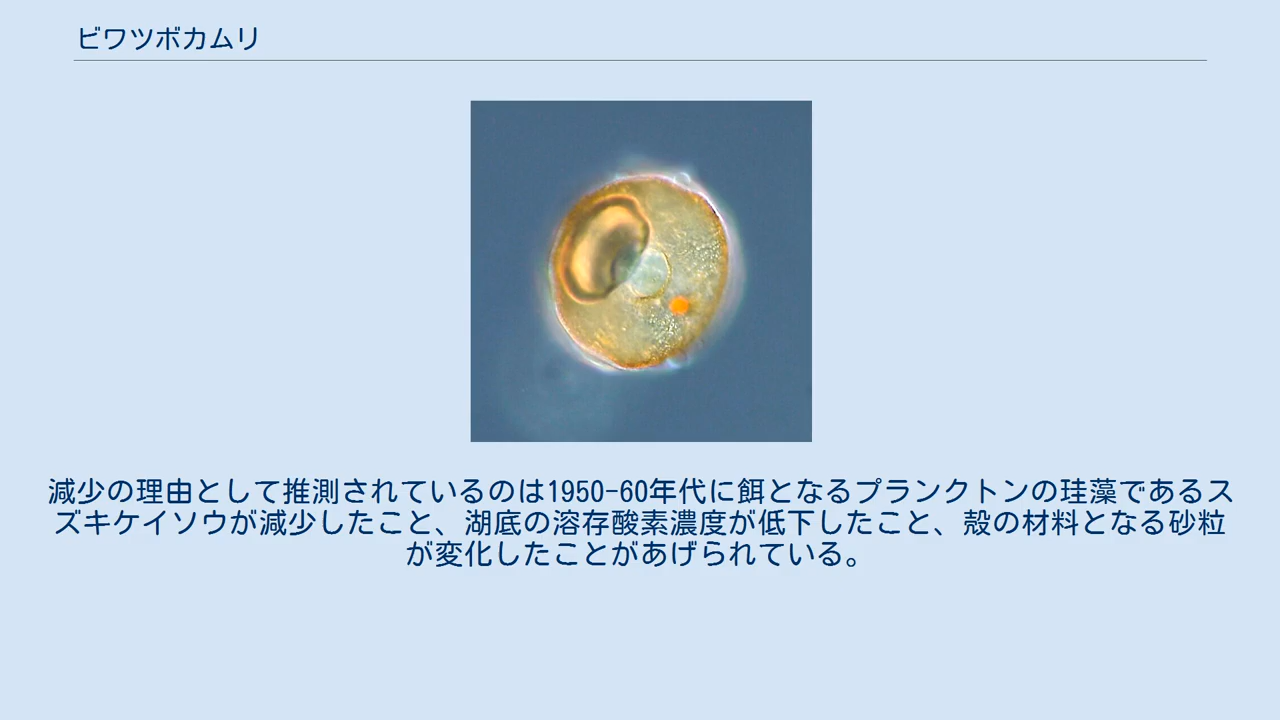 ビワツボカムリ
減少の理由として推測されているのは1950-60年代に餌となるプランクトンの珪藻であるス
ズキケイソウが減少したこと、湖底の溶存酸素濃度が低下したこと、殻の材料となる砂粒
が変化したことがあげられている。